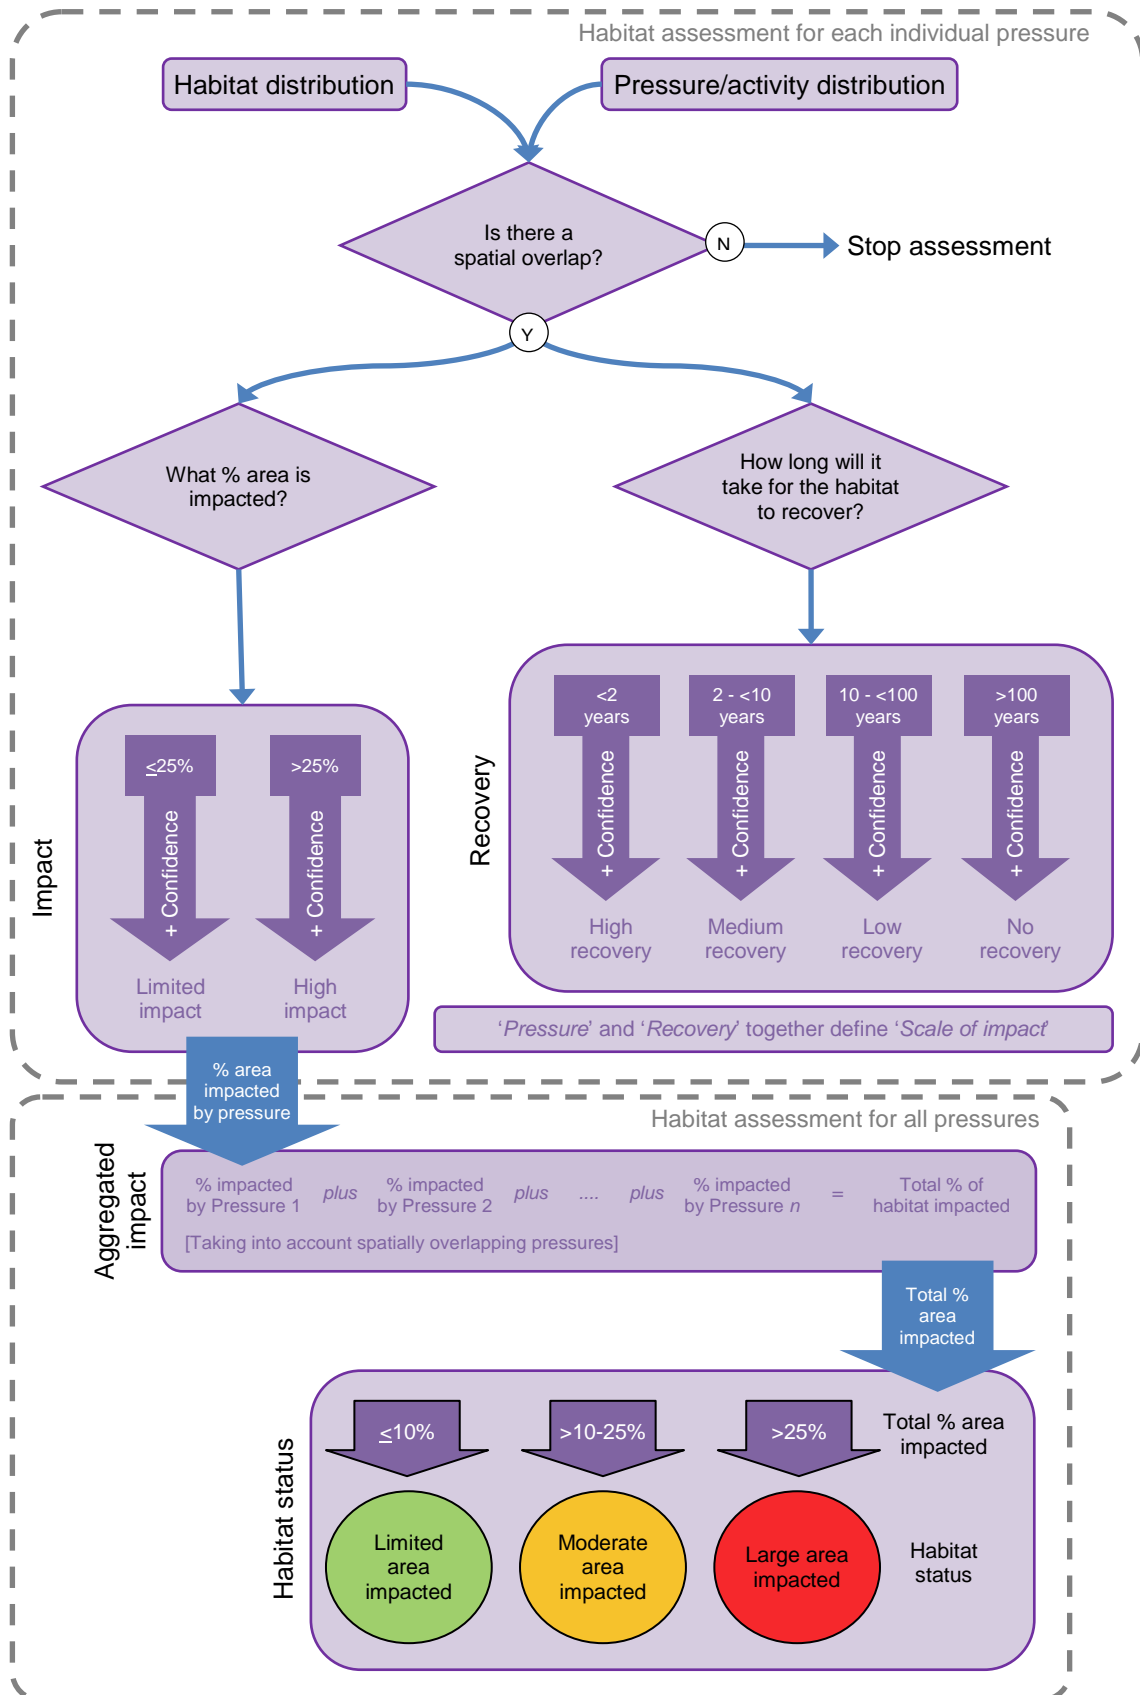 Habitat assessment for each individual pressure
Habitat distribution
Pressure/activity distribution
Is there a
spatial overlap?
N
Stop assessment
Y
What % area is
impacted?
How long will it
take for the habitat
to recover?
Impact
≤25%
+ Confidence
Limited
impact
>25%
+ Confidence
High
impact
Recovery
<2
years
+ Confidence
High
recovery
2 - <10
years
+ Confidence
Medium
recovery
10 - <100
years
+ Confidence
Low
recovery
>100
years
+ Confidence
No
recovery
‘Pressure’ and ‘Recovery’ together define ‘Scale of impact’
% area
impacted
by pressure
Habitat assessment for all pressures
Aggregated
impact
% impacted
by Pressure 1
plus
% impacted
by Pressure 2
plus
....
plus
% impacted
by Pressure n
=
Total % of
habitat impacted
[Taking into account spatially overlapping pressures]
Total %
area
impacted
Habitat status
≤10%
>10-25%
>25%
Total % area
impacted
Limited
area
impacted
Moderate
area
impacted
Large area
impacted
Habitat
status